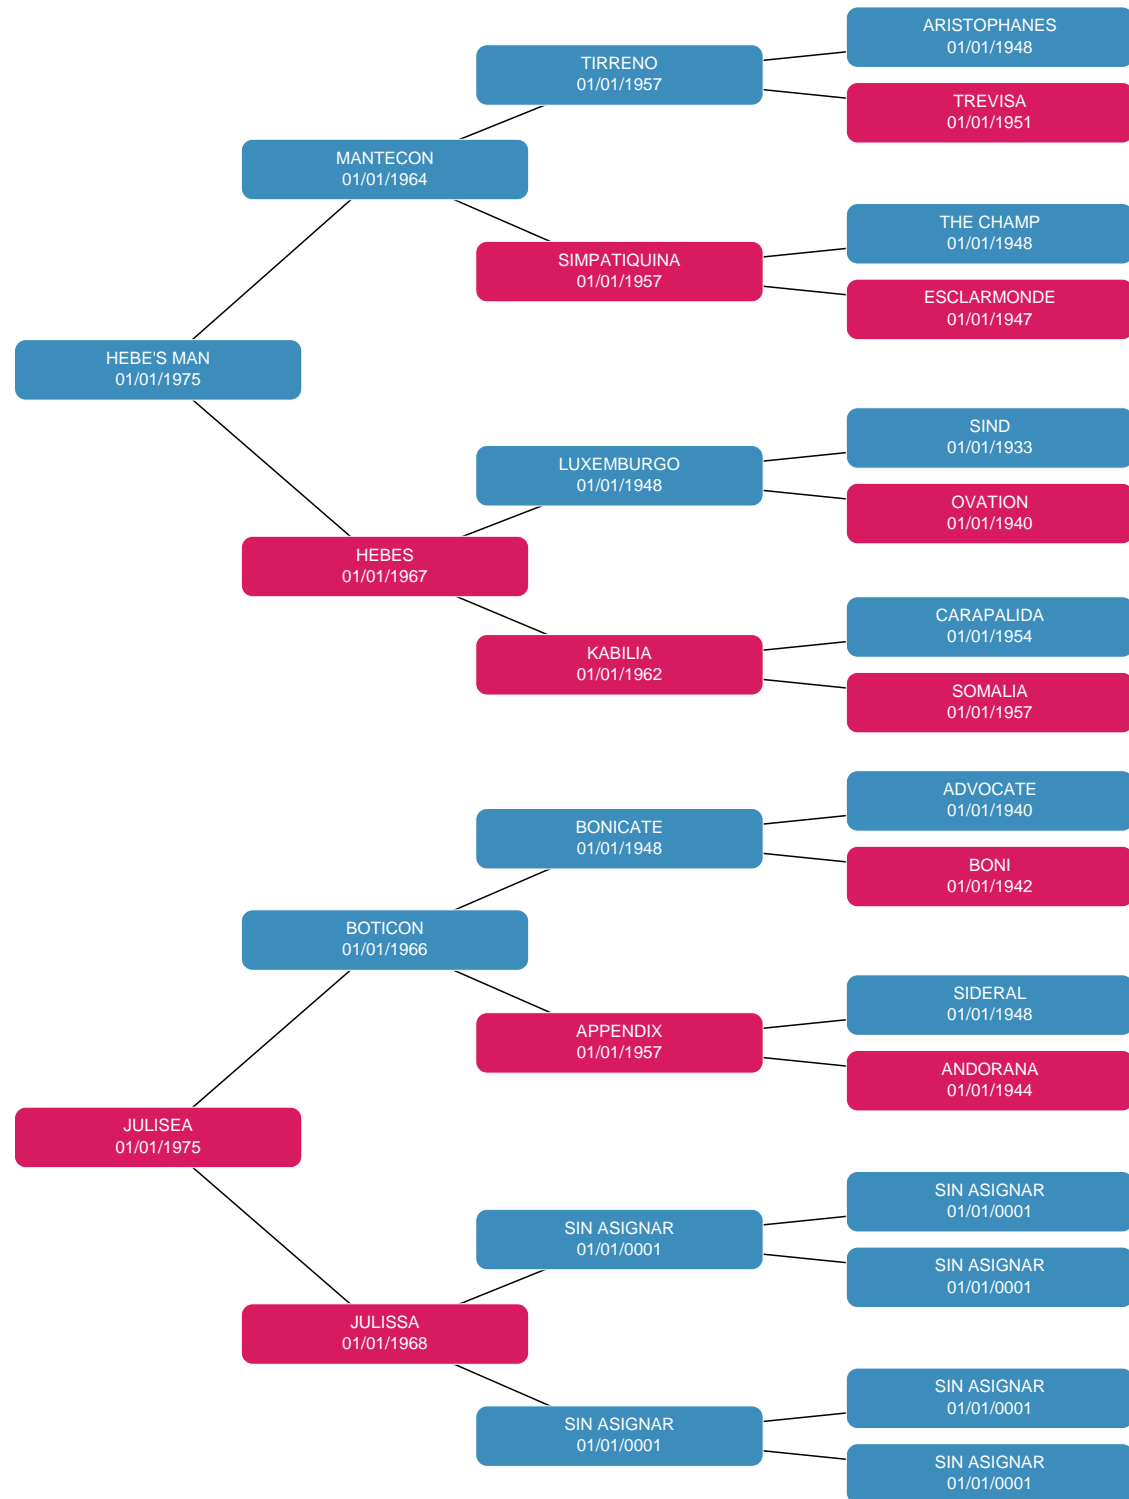 ARISTOPHANES
01/01/1948
TIRRENO
01/01/1957
TREVISA
01/01/1951
MANTECON
01/01/1964
THE CHAMP
01/01/1948
SIMPATIQUINA
01/01/1957
ESCLARMONDE
01/01/1947
HEBE'S MAN
01/01/1975
SIND
01/01/1933
LUXEMBURGO
01/01/1948
OVATION
01/01/1940
HEBES
01/01/1967
CARAPALIDA
01/01/1954
KABILIA
01/01/1962
SOMALIA
01/01/1957
ADVOCATE
01/01/1940
BONICATE
01/01/1948
BONI
01/01/1942
BOTICON
01/01/1966
SIDERAL
01/01/1948
APPENDIX
01/01/1957
ANDORANA
01/01/1944
JULISEA
01/01/1975
SIN ASIGNAR
01/01/0001
SIN ASIGNAR
01/01/0001
SIN ASIGNAR
01/01/0001
JULISSA
01/01/1968
SIN ASIGNAR
01/01/0001
SIN ASIGNAR
01/01/0001
SIN ASIGNAR
01/01/0001